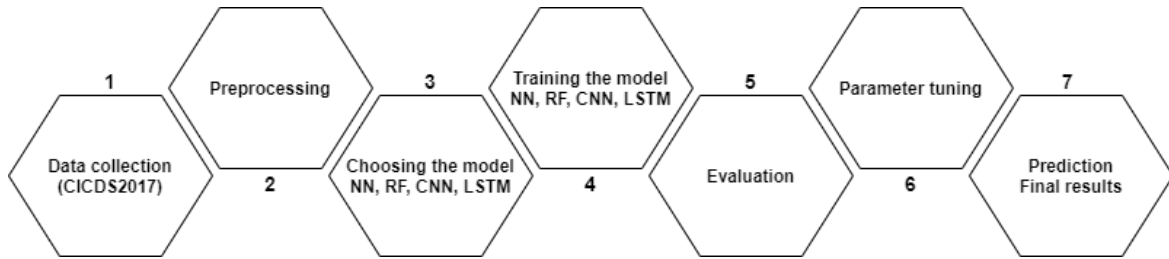 1
Data collection
(CICDS2017)
Preprocessing
2
3
Choosing the model
NN, RF, CNN, LSTM
Training the model
NN, RF, CNN, LSTM
4
5
Evaluation
Parameter tuning
6
7
Prediction
Final results